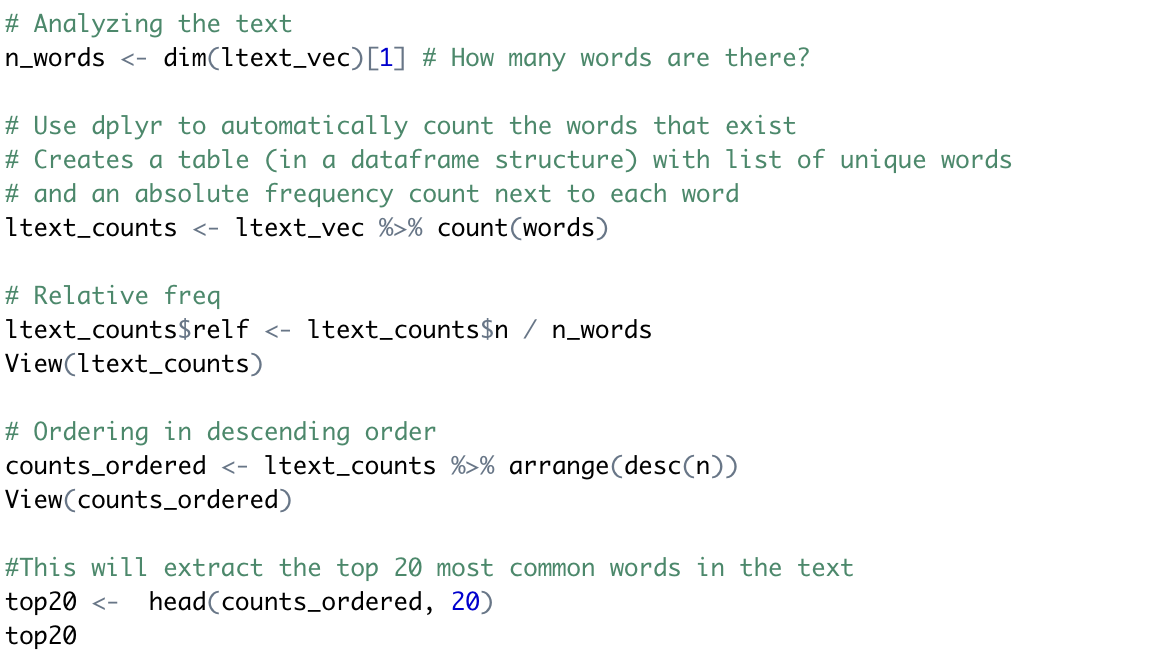 # Analyzing the text
n_words <- dim(ltext_vec)[1] # How many words are there?
# Use dplyr to automatically count the words that exist
# Creates a table (in a dataframe structure) with list of unique words
# and an absolute frequency count next to each word
ltext_counts <- ltext_vec %>% count(words)
# Relative freq
ltext_counts$relf <- ltext_counts$n / n_words
View(ltext_counts)
# Ordering in descending order
counts_ordered <- ltext_counts %>% arrange(desc(n))
View(counts_ordered)
#This will extract the top 20 most common words in the text
top20 <-  head(counts_ordered, 20)
top20